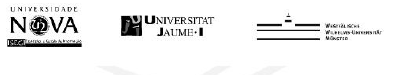 UNIVERSIDADE
NOVA
UNIVERSITAT
JAUME·I
WESTFÄLISCHE
WILHELMS-UNIVERSITÄT
MÜNSTER